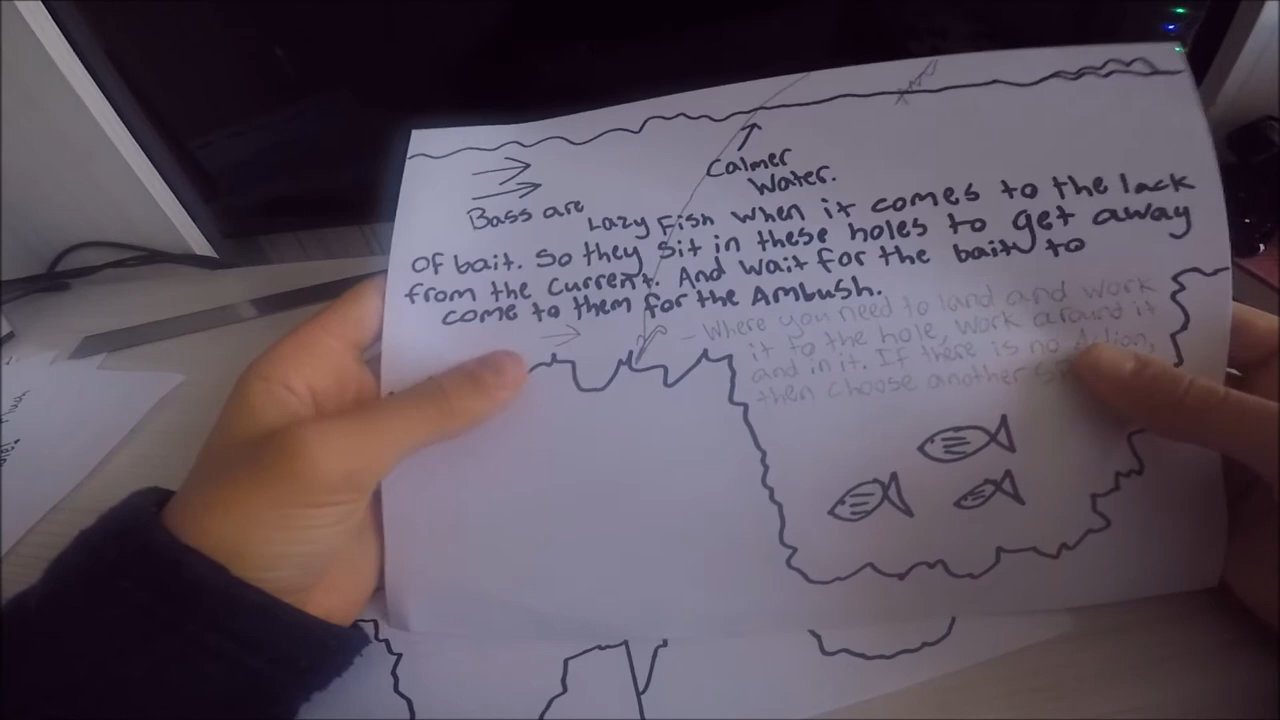 Calmer
Water.
Bass are Lazy Fish when it comes to the lack
of bait. So they sit in these holes to get away
from the current. And wait for the bait to
come to them for the Ambush.
- Where you need to land and work
it to the hole, work around it
and in it. If there is no Action,
then choose another